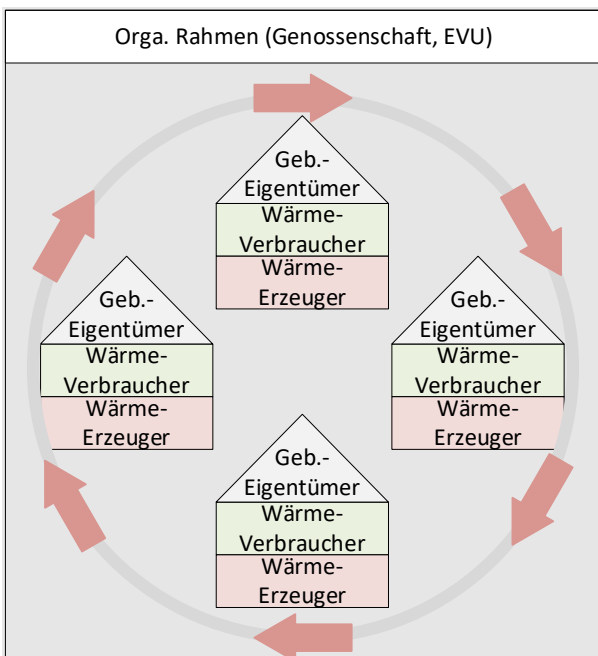 Orga. Rahmen (Genossenschaft, EVU)
Geb.-
Eigentümer
Wärme-
Verbraucher
Wärme-
Erzeuger
Geb.-
Eigentümer
Wärme-
Verbraucher
Wärme-
Erzeuger
Geb.-
Eigentümer
Wärme-
Verbraucher
Wärme-
Erzeuger
Geb.-
Eigentümer
Wärme-
Verbraucher
Wärme-
Erzeuger